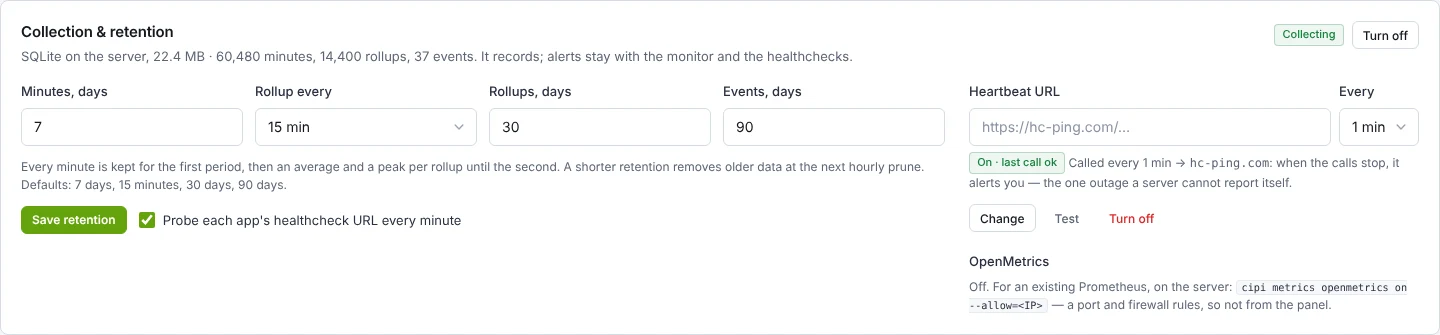 Collection & retention
SQLite on the server, 22.4 MB · 60,480 minutes, 14,400 rollups, 37 events. It records; alerts stay with the monitor and the healthchecks.
Collecting
Turn off
Minutes, days
Rollup every
Rollups, days
Events, days
7
15 min
30
90
Every minute is kept for the first period, then an average and a peak per rollup until the second. A shorter retention removes older data at the next hourly prune.
Defaults: 7 days, 15 minutes, 30 days, 90 days.
Save retention
Probe each app's healthcheck URL every minute
Heartbeat URL
Every
https://hc-ping.com/...
1 min
On · last call ok Called every 1 min → hc-ping.com: when the calls stop, it
alerts you — the one outage a server cannot report itself.
Change
Test
Turn off
OpenMetrics
Off. For an existing Prometheus, on the server: cipi metrics openmetrics on
--allow=<IP> — a port and firewall rules, so not from the panel.